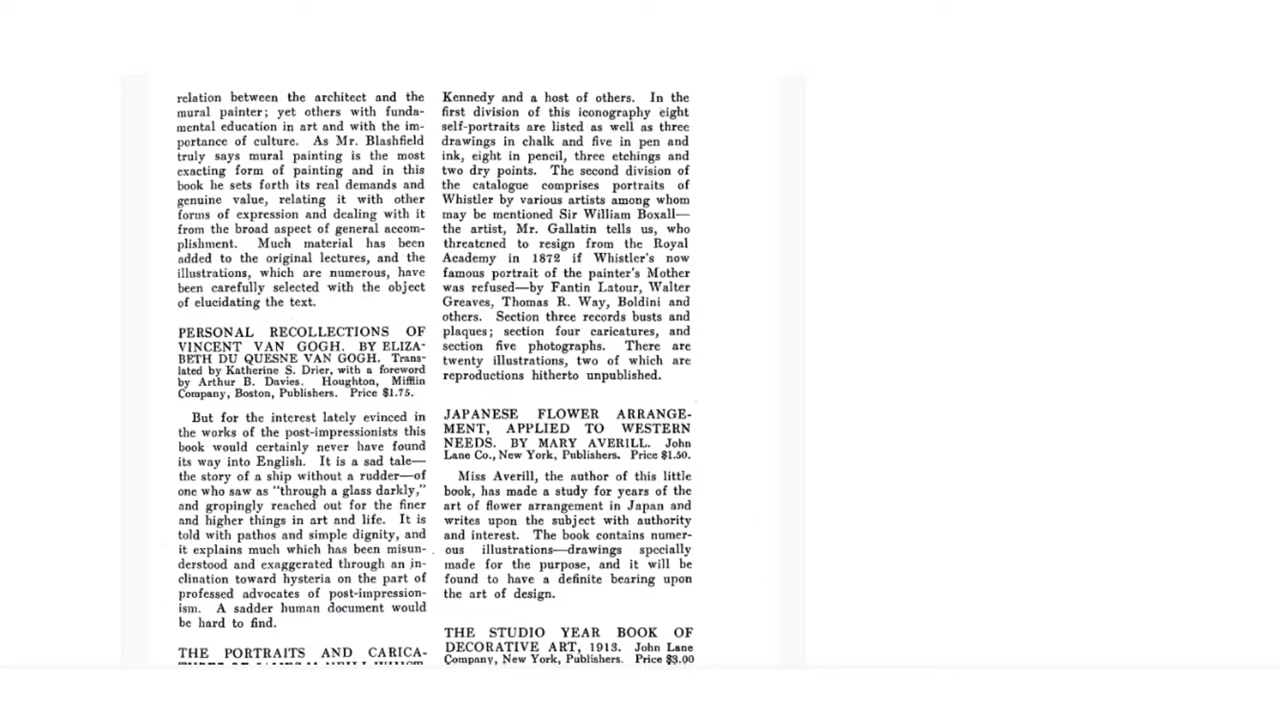 relation between the architect and the
mural painter; yet others with funda-
mental education in art and with the im-
portance of culture. As Mr. Blashfield
truly says mural painting is the most
exacting form of painting and in this
book he sets forth its real demands and
genuine value, relating it with other
forms of expression and dealing with it
from the broad aspect of general accom-
plishment. Much material has been
added to the original lectures, and the
illustrations, which are numerous, have
been carefully selected with the object
of elucidating the text.
PERSONAL RECOLLECTIONS OF
VINCENT VAN GOGH. BY ELIZA-
BETH DU QUESNE VAN GOGH. Trans-
lated by Katherine S. Drier, with a foreword
by Arthur B. Davies. Houghton, Mifflin
Company, Boston, Publishers. Price $1.75.
But for the interest lately evinced in
the works of the post-impressionists this
book would certainly never have found
its way into English. It is a sad tale—
the story of a ship without a rudder—of
one who saw as "through a glass darkly,"
and gropingly reached out for the finer
and higher things in art and life. It is
told with pathos and simple dignity, and
it explains much which has been misun-
derstood and exaggerated through an in-
clination toward hysteria on the part of
professed advocates of post-impression-
ism. A sadder human document would
be hard to find.
THE PORTRAITS AND CARICA-
Kennedy and a host of others. In the
first division of this iconography eight
self-portraits are listed as well as three
drawings in chalk and five in pen and
ink, eight in pencil, three etchings and
two dry points. The second division of
the catalogue comprises portraits of
Whistler by various artists among whom
may be mentioned Sir William Boxall—
the artist, Mr. Gallatin tells us, who
threatened to resign from the Royal
Academy in 1872 if Whistler's now
famous portrait of the painter's Mother
was refused—by Fantin Latour, Walter
Greaves, Thomas R. Way, Boldini and
others. Section three records busts and
plaques; section four caricatures, and
section five photographs. There are
twenty illustrations, two of which are
reproductions hitherto unpublished.
JAPANESE FLOWER ARRANGE-
MENT, APPLIED TO WESTERN
NEEDS. BY MARY AVERILL. John
Lane Co., New York, Publishers. Price $1.50.
Miss Averill, the author of this little
book, has made a study for years of the
art of flower arrangement in Japan and
writes upon the subject with authority
and interest. The book contains numer-
ous illustrations—drawings specially
made for the purpose, and it will be
found to have a definite bearing upon
the art of design.
THE STUDIO YEAR BOOK OF
DECORATIVE ART, 1913. John Lane
Company, New York, Publishers. Price $3.00